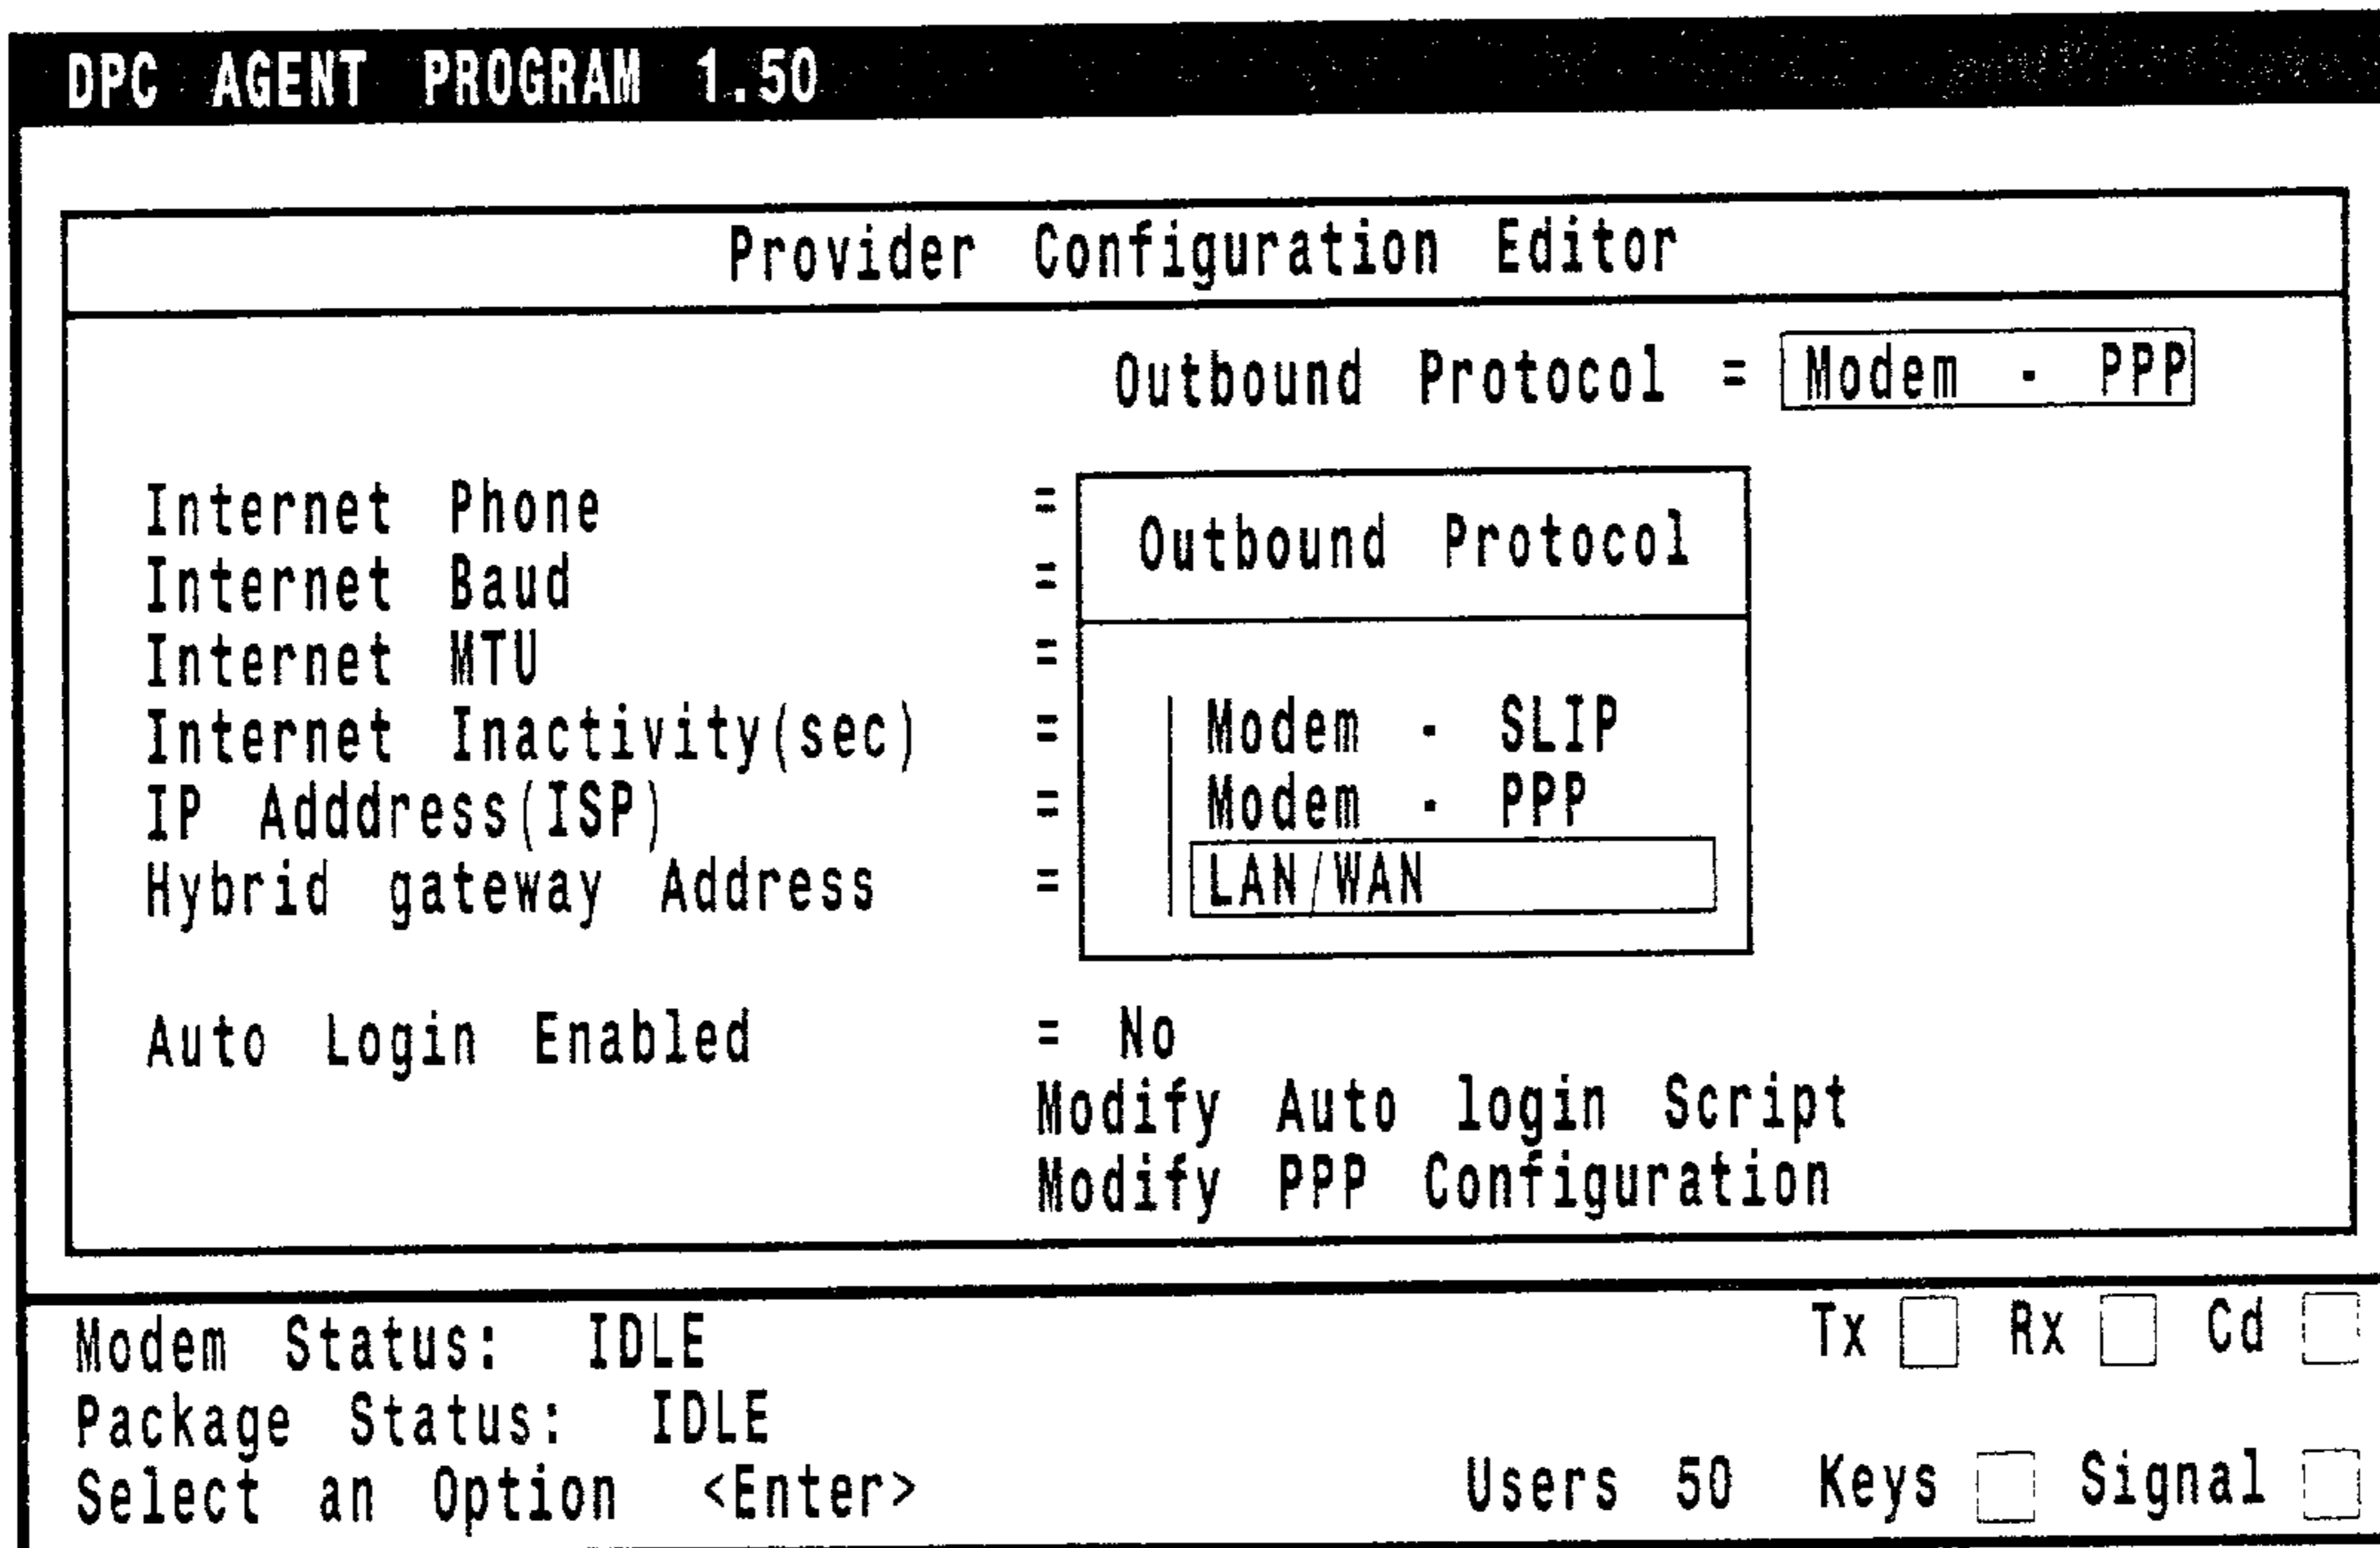 DPC AGENT PROGRAM 1.50
Provider Configuration Editor
Outbound Protocol = Modem - PPP
Internet Phone =
Internet Baud =
Internet MTU =
Internet Inactivity(sec) =
IP Adddress(ISP) =
Hybrid gateway Address =
Outbound Protocol
Modem - SLIP
Modem - PPP
LAN/WAN
Auto Login Enabled = No
Modify Auto login Script
Modify PPP Configuration
Modem Status: IDLE Tx Rx Cd
Package Status: IDLE
Select an Option <Enter> Users 50 Keys Signal